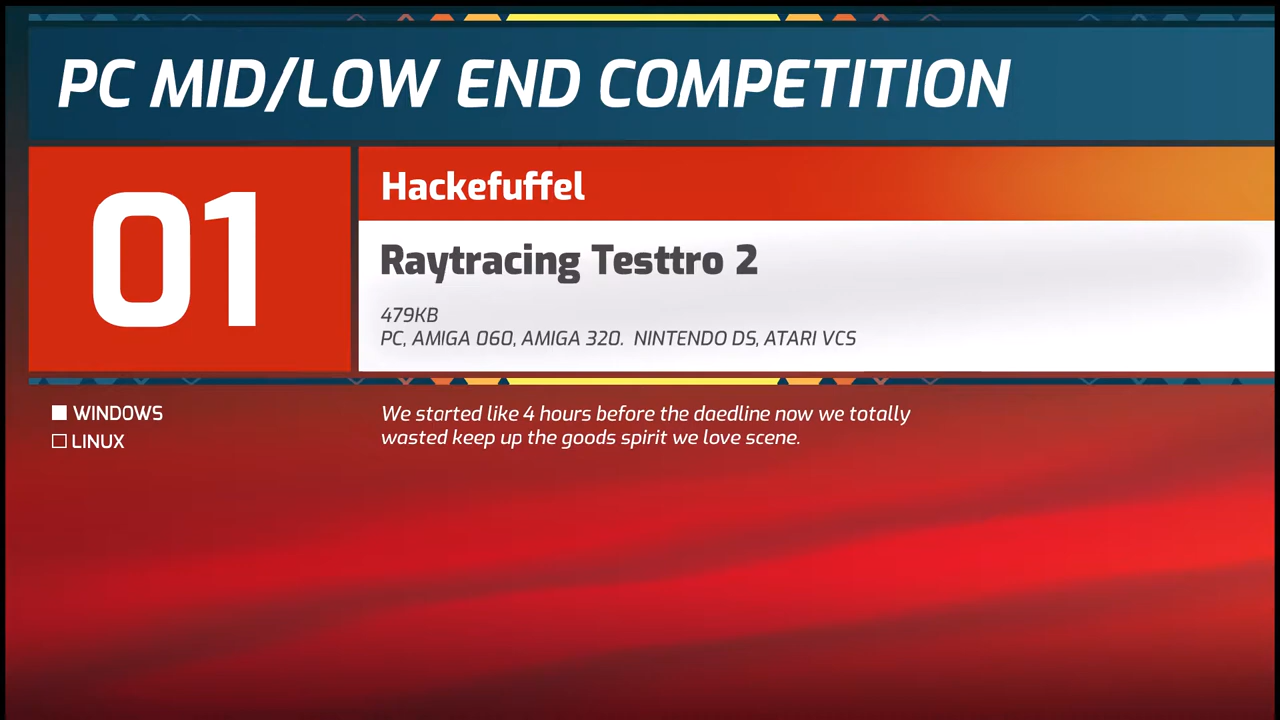 PC MID/LOW END COMPETITION
01
Hackefuffel
Raytracing Testtro 2
479KB
PC, AMIGA 060, AMIGA 320.  NINTENDO DS, ATARI VCS
WINDOWS
LINUX
We started like 4 hours before the daedline now we totally
wasted keep up the goods spirit we love scene.